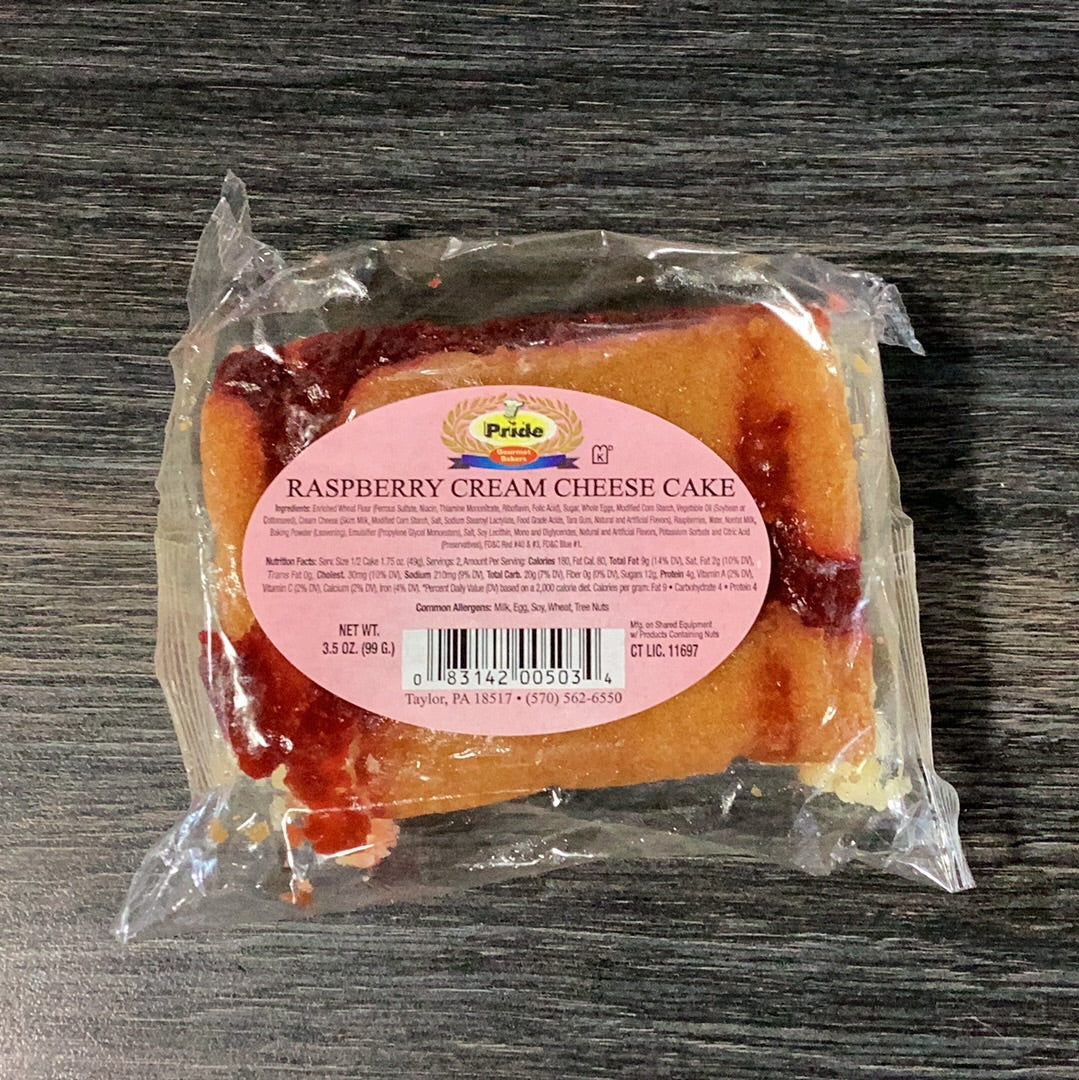 Pride
Gourmet
Bakers
K D
RASPBERRY CREAM CHEESE CAKE
Ingredients: Enriched Wheat Flour (Ferrous Sulfate, Niacin, Thiamine Mononitrate, Riboflavin, Folic Acid), Sugar, Whole Eggs, Modified Corn Starch, Vegetable Oil (Soybean or
Cottonseed), Cream Cheese (Skim Milk, Modified Corn Starch, Salt, Sodium Stearoyl Lactylate, Food Grade Acids, Tara Gum, Natural and Artificial Flavors), Raspberries, Water, Nonfat Milk,
Baking Powder (Leavening), Emulsifier (Propylene Glycol Monoesters), Salt, Soy Lecithin, Mono and Diglycerides, Natural and Artificial Flavors, Potassium Sorbate and Citric Acid
(Preservatives), FD&C Red #40 & #3, FD&C Blue #1.
Nutrition Facts: Serv. Size 1/2 Cake 1.75 oz. (49g), Servings: 2, Amount Per Serving: Calories 180, Fat Cal. 80, Total Fat 9g (14% DV), Sat. Fat 2g (10% DV),
Trans Fat 0g, Cholest. 30mg (10% DV), Sodium 210mg (9% DV), Total Carb. 20g (7% DV), Fiber 0g (0% DV), Sugars 12g, Protein 4g, Vitamin A (2% DV),
Vitamin C (2% DV), Calcium (2% DV), Iron (4% DV). *Percent Daily Value (DV) based on a 2,000 calorie diet. Calories per gram: Fat 9 • Carbohydrate 4 • Protein 4
Common Allergens: Milk, Egg, Soy, Wheat, Tree Nuts
NET WT.
3.5 OZ. (99 G.)
Mfg. on Shared Equipment
w/ Products Containing Nuts
CT LIC. 11697
0 83142 00503 4
Taylor, PA 18517 • (570) 562-6550